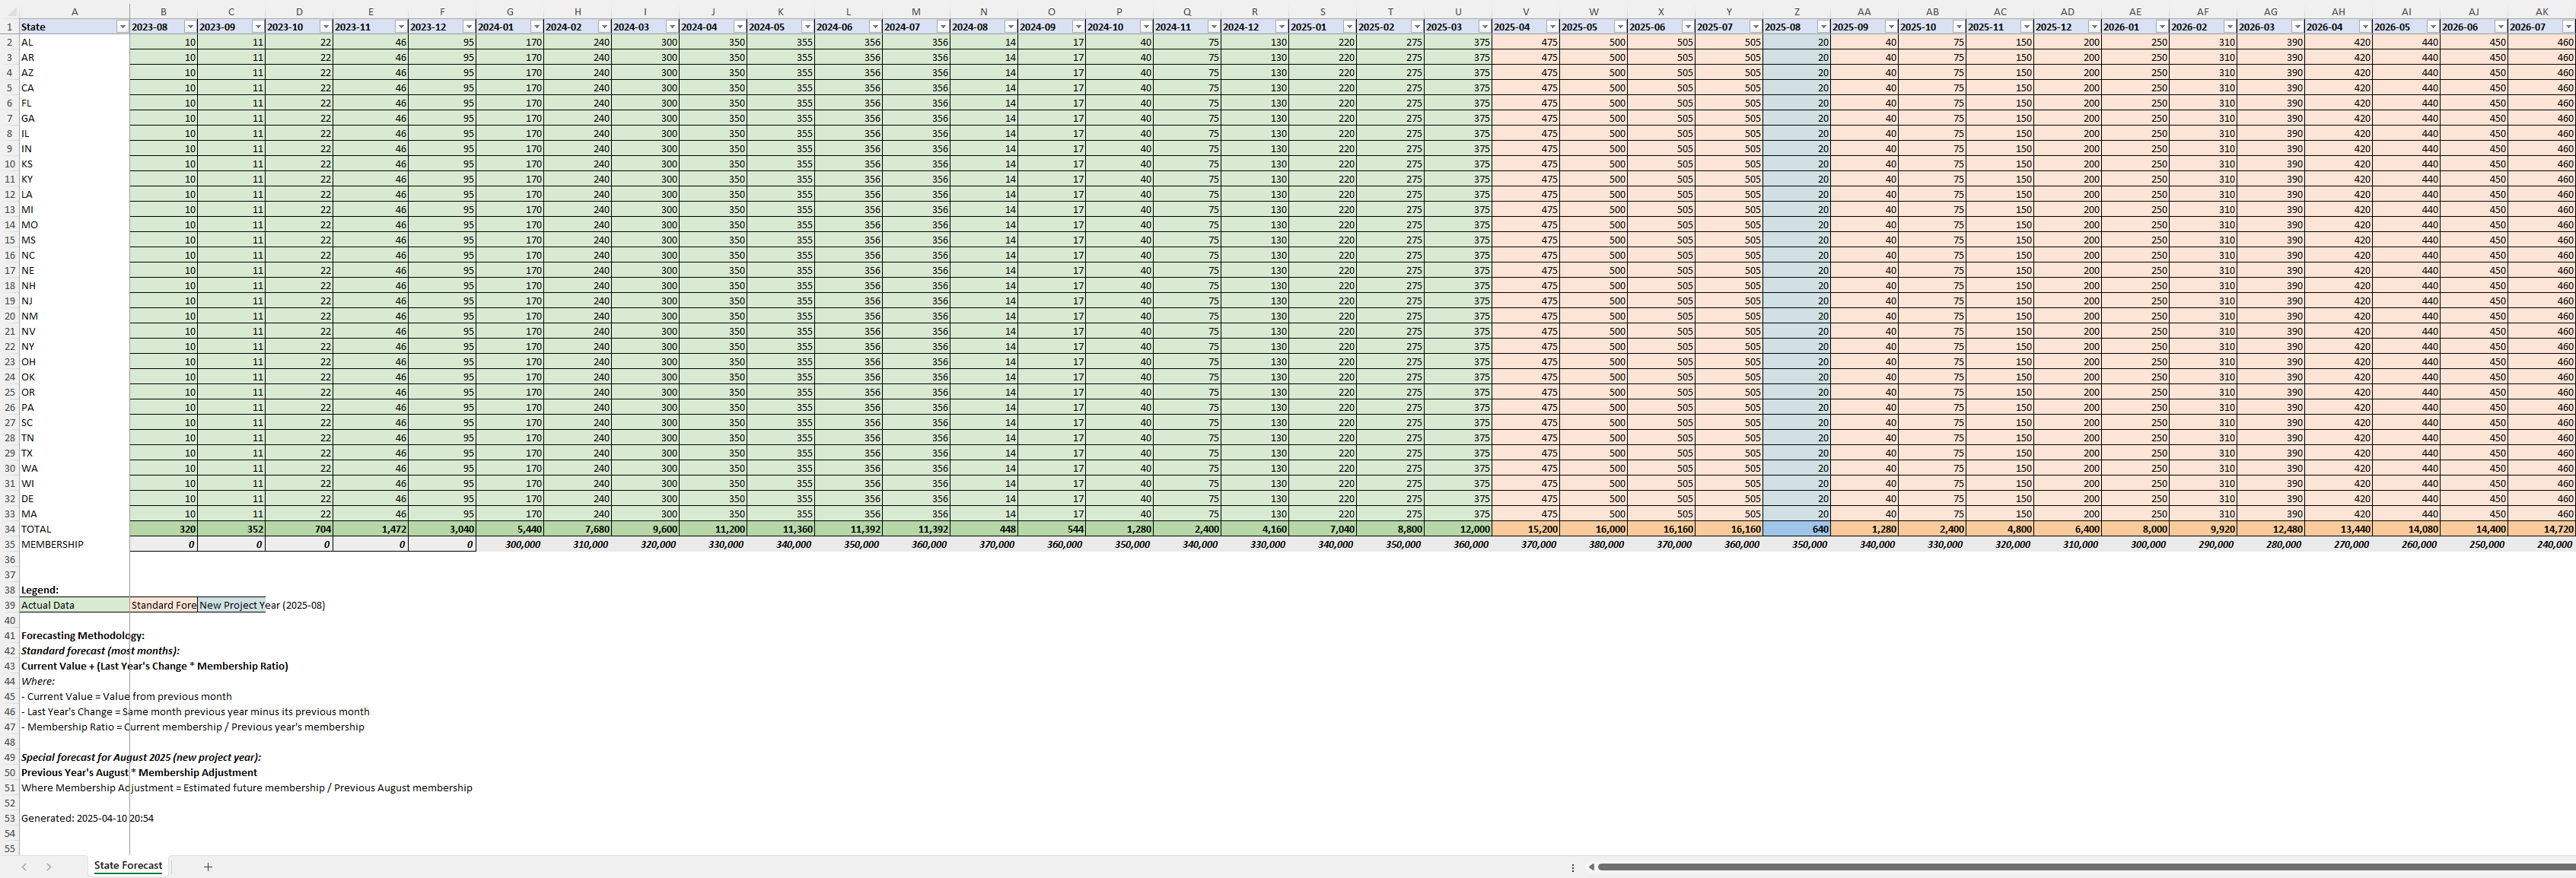 A B C D E F G H I J K L M N O P Q R S T U V W X Y Z AA AB AC AD AE AF AG AH AI AJ AK
1 State 2023-08 2023-09 2023-10 2023-11 2023-12 2024-01 2024-02 2024-03 2024-04 2024-05 2024-06 2024-07 2024-08 2024-09 2024-10 2024-11 2024-12 2025-01 2025-02 2025-03 2025-04 2025-05 2025-06 2025-07 2025-08 2025-09 2025-10 2025-11 2025-12 2026-01 2026-02 2026-03 2026-04 2026-05 2026-06 2026-07
2 AL 10 11 22 46 95 170 240 300 350 355 356 356 14 17 40 75 130 220 275 375 475 500 505 505 20 40 75 150 200 250 310 390 420 440 450 460
3 AR 10 11 22 46 95 170 240 300 350 355 356 356 14 17 40 75 130 220 275 375 475 500 505 505 20 40 75 150 200 250 310 390 420 440 450 460
4 AZ 10 11 22 46 95 170 240 300 350 355 356 356 14 17 40 75 130 220 275 375 475 500 505 505 20 40 75 150 200 250 310 390 420 440 450 460
5 CA 10 11 22 46 95 170 240 300 350 355 356 356 14 17 40 75 130 220 275 375 475 500 505 505 20 40 75 150 200 250 310 390 420 440 450 460
6 FL 10 11 22 46 95 170 240 300 350 355 356 356 14 17 40 75 130 220 275 375 475 500 505 505 20 40 75 150 200 250 310 390 420 440 450 460
7 GA 10 11 22 46 95 170 240 300 350 355 356 356 14 17 40 75 130 220 275 375 475 500 505 505 20 40 75 150 200 250 310 390 420 440 450 460
8 IL 10 11 22 46 95 170 240 300 350 355 356 356 14 17 40 75 130 220 275 375 475 500 505 505 20 40 75 150 200 250 310 390 420 440 450 460
9 IN 10 11 22 46 95 170 240 300 350 355 356 356 14 17 40 75 130 220 275 375 475 500 505 505 20 40 75 150 200 250 310 390 420 440 450 460
10 KS 10 11 22 46 95 170 240 300 350 355 356 356 14 17 40 75 130 220 275 375 475 500 505 505 20 40 75 150 200 250 310 390 420 440 450 460
11 KY 10 11 22 46 95 170 240 300 350 355 356 356 14 17 40 75 130 220 275 375 475 500 505 505 20 40 75 150 200 250 310 390 420 440 450 460
12 LA 10 11 22 46 95 170 240 300 350 355 356 356 14 17 40 75 130 220 275 375 475 500 505 505 20 40 75 150 200 250 310 390 420 440 450 460
13 MI 10 11 22 46 95 170 240 300 350 355 356 356 14 17 40 75 130 220 275 375 475 500 505 505 20 40 75 150 200 250 310 390 420 440 450 460
14 MO 10 11 22 46 95 170 240 300 350 355 356 356 14 17 40 75 130 220 275 375 475 500 505 505 20 40 75 150 200 250 310 390 420 440 450 460
15 MS 10 11 22 46 95 170 240 300 350 355 356 356 14 17 40 75 130 220 275 375 475 500 505 505 20 40 75 150 200 250 310 390 420 440 450 460
16 NC 10 11 22 46 95 170 240 300 350 355 356 356 14 17 40 75 130 220 275 375 475 500 505 505 20 40 75 150 200 250 310 390 420 440 450 460
17 NE 10 11 22 46 95 170 240 300 350 355 356 356 14 17 40 75 130 220 275 375 475 500 505 505 20 40 75 150 200 250 310 390 420 440 450 460
18 NH 10 11 22 46 95 170 240 300 350 355 356 356 14 17 40 75 130 220 275 375 475 500 505 505 20 40 75 150 200 250 310 390 420 440 450 460
19 NJ 10 11 22 46 95 170 240 300 350 355 356 356 14 17 40 75 130 220 275 375 475 500 505 505 20 40 75 150 200 250 310 390 420 440 450 460
20 NM 10 11 22 46 95 170 240 300 350 355 356 356 14 17 40 75 130 220 275 375 475 500 505 505 20 40 75 150 200 250 310 390 420 440 450 460
21 NV 10 11 22 46 95 170 240 300 350 355 356 356 14 17 40 75 130 220 275 375 475 500 505 505 20 40 75 150 200 250 310 390 420 440 450 460
22 NY 10 11 22 46 95 170 240 300 350 355 356 356 14 17 40 75 130 220 275 375 475 500 505 505 20 40 75 150 200 250 310 390 420 440 450 460
23 OH 10 11 22 46 95 170 240 300 350 355 356 356 14 17 40 75 130 220 275 375 475 500 505 505 20 40 75 150 200 250 310 390 420 440 450 460
24 OK 10 11 22 46 95 170 240 300 350 355 356 356 14 17 40 75 130 220 275 375 475 500 505 505 20 40 75 150 200 250 310 390 420 440 450 460
25 OR 10 11 22 46 95 170 240 300 350 355 356 356 14 17 40 75 130 220 275 375 475 500 505 505 20 40 75 150 200 250 310 390 420 440 450 460
26 PA 10 11 22 46 95 170 240 300 350 355 356 356 14 17 40 75 130 220 275 375 475 500 505 505 20 40 75 150 200 250 310 390 420 440 450 460
27 SC 10 11 22 46 95 170 240 300 350 355 356 356 14 17 40 75 130 220 275 375 475 500 505 505 20 40 75 150 200 250 310 390 420 440 450 460
28 TN 10 11 22 46 95 170 240 300 350 355 356 356 14 17 40 75 130 220 275 375 475 500 505 505 20 40 75 150 200 250 310 390 420 440 450 460
29 TX 10 11 22 46 95 170 240 300 350 355 356 356 14 17 40 75 130 220 275 375 475 500 505 505 20 40 75 150 200 250 310 390 420 440 450 460
30 WA 10 11 22 46 95 170 240 300 350 355 356 356 14 17 40 75 130 220 275 375 475 500 505 505 20 40 75 150 200 250 310 390 420 440 450 460
31 WI 10 11 22 46 95 170 240 300 350 355 356 356 14 17 40 75 130 220 275 375 475 500 505 505 20 40 75 150 200 250 310 390 420 440 450 460
32 DE 10 11 22 46 95 170 240 300 350 355 356 356 14 17 40 75 130 220 275 375 475 500 505 505 20 40 75 150 200 250 310 390 420 440 450 460
33 MA 10 11 22 46 95 170 240 300 350 355 356 356 14 17 40 75 130 220 275 375 475 500 505 505 20 40 75 150 200 250 310 390 420 440 450 460
34 TOTAL 320 352 704 1,472 3,040 5,440 7,680 9,600 11,200 11,360 11,392 11,392 448 544 1,280 2,400 4,160 7,040 8,800 12,000 15,200 16,000 16,160 16,160 640 1,280 2,400 4,800 6,400 8,000 9,920 12,480 13,440 14,080 14,400 14,720
35 MEMBERSHIP 0 0 0 0 0 300,000 310,000 320,000 330,000 340,000 350,000 360,000 370,000 360,000 350,000 340,000 330,000 340,000 350,000 360,000 370,000 380,000 370,000 360,000 350,000 340,000 330,000 320,000 310,000 300,000 290,000 280,000 270,000 260,000 250,000 240,000
36
37
38 Legend:
39 Actual Data Standard Fore New Project Year (2025-08)
40
41 Forecasting Methodology:
42 Standard forecast (most months):
43 Current Value + (Last Year's Change * Membership Ratio)
44 Where:
45 - Current Value = Value from previous month
46 - Last Year's Change = Same month previous year minus its previous month
47 - Membership Ratio = Current membership / Previous year's membership
48
49 Special forecast for August 2025 (new project year):
50 Previous Year's August * Membership Adjustment
51 Where Membership Adjustment = Estimated future membership / Previous August membership
52
53 Generated: 2025-04-10 20:54
54
55
State Forecast